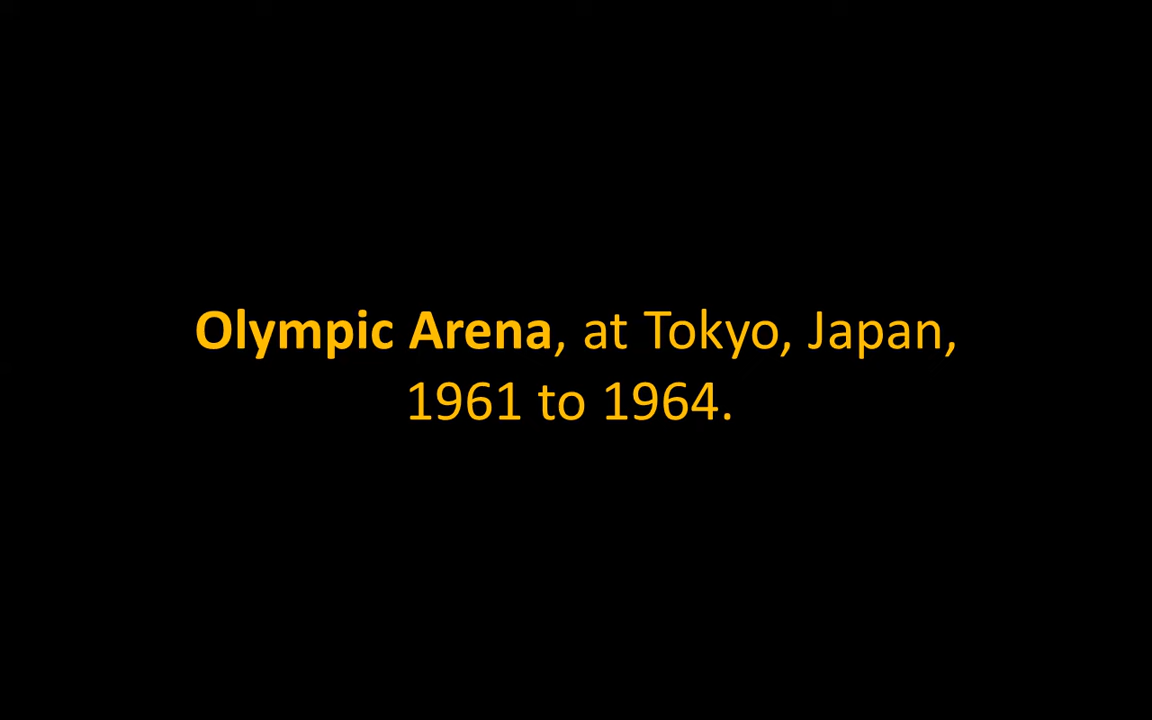 Olympic Arena, at Tokyo, Japan,
1961 to 1964.